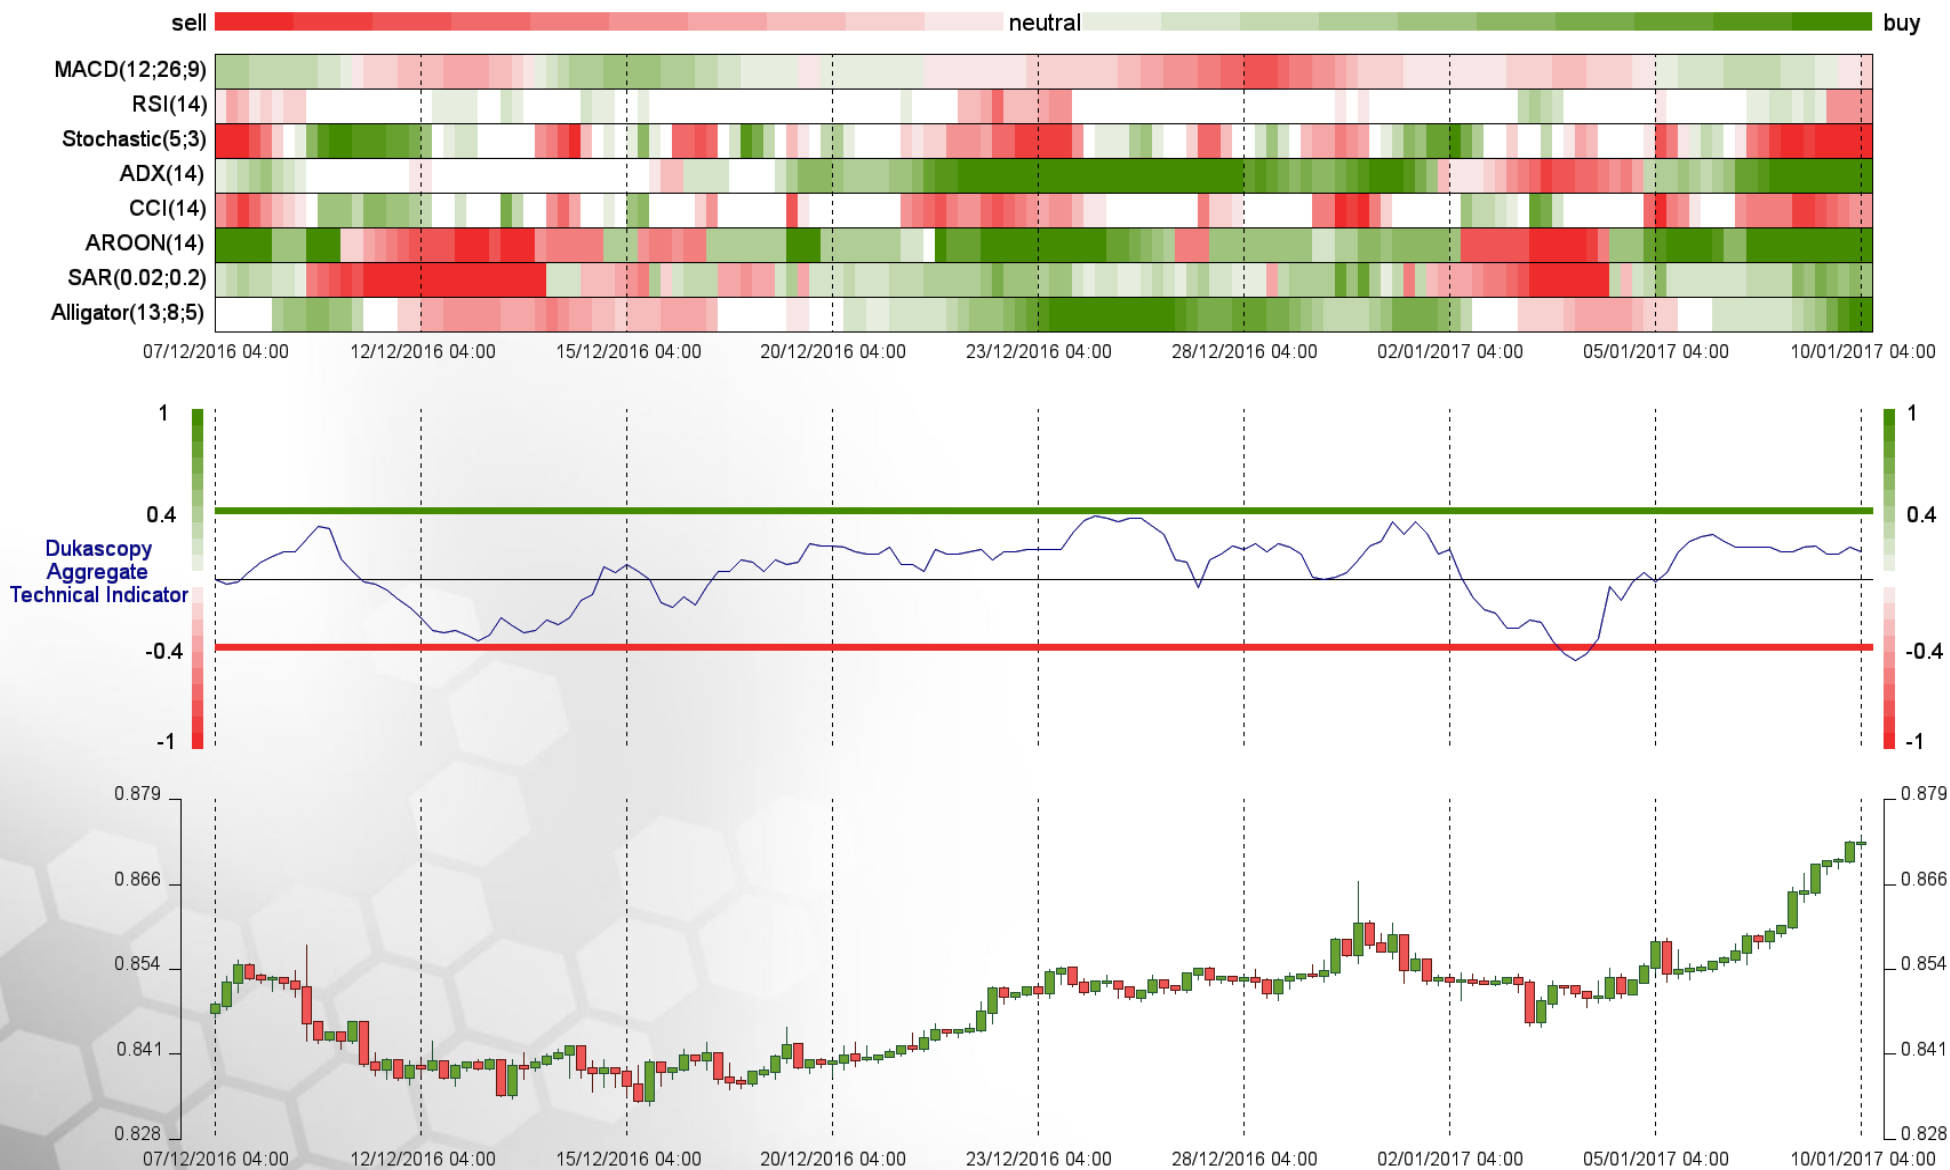 sell neutral buy
MACD(12;26;9)
RSI(14)
Stochastic(5;3)
ADX(14)
CCI(14)
AROON(14)
SAR(0.02;0.2)
Alligator(13;8;5)
07/12/2016 04:00 12/12/2016 04:00 15/12/2016 04:00 20/12/2016 04:00 23/12/2016 04:00 28/12/2016 04:00 02/01/2017 04:00 05/01/2017 04:00 10/01/2017 04:00
1 1
0.4 0.4
Dukascopy
Aggregate
Technical Indicator
-0.4 -0.4
-1 -1
0.879 0.879
0.866 0.866
0.854 0.854
0.841 0.841
0.828 0.828
07/12/2016 04:00 12/12/2016 04:00 15/12/2016 04:00 20/12/2016 04:00 23/12/2016 04:00 28/12/2016 04:00 02/01/2017 04:00 05/01/2017 04:00 10/01/2017 04:00